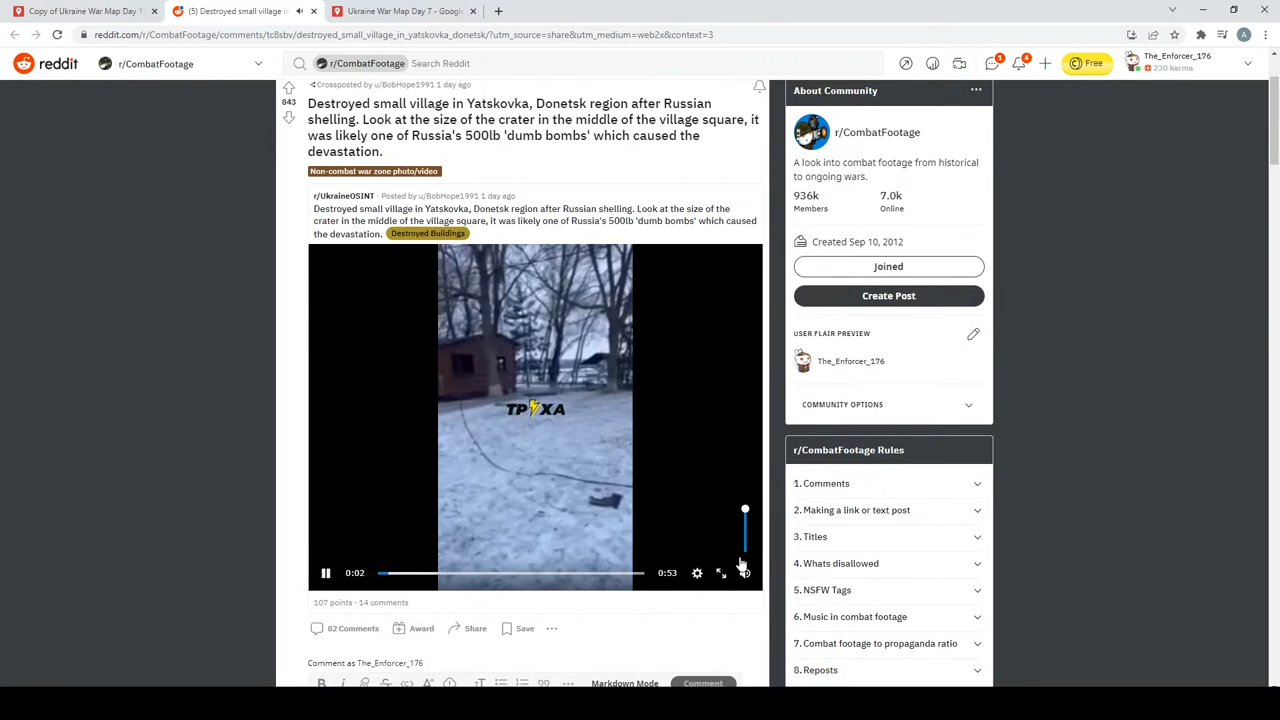 Copy of Ukraine War Map Day 1
(5) Destroyed small village in
Ukraine War Map Day 7 - Google
reddit.com/r/CombatFootage/comments/tc8sbv/destroyed_small_village_in_yatskovka_donetsk/?utm_source=share&utm_medium=web2x&context=3
A
reddit
r/CombatFootage
r/CombatFootage Search Reddit
1
4
Free
The_Enforcer_176
230 karma
Crossposted by u/BobHope1991 1 day ago
843
Destroyed small village in Yatskovka, Donetsk region after Russian
shelling. Look at the size of the crater in the middle of the village square, it
was likely one of Russia's 500lb 'dumb bombs' which caused the
devastation.
Non-combat war zone photo/video
r/UkraineOSINT · Posted by u/BobHope1991 1 day ago
Destroyed small village in Yatskovka, Donetsk region after Russian shelling. Look at the size of the
crater in the middle of the village square, it was likely one of Russia's 500lb 'dumb bombs' which caused
the devastation. Destroyed Buildings
ТРХА
0:02
0:53
107 points · 14 comments
82 Comments
Award
Share
Save
Comment as The_Enforcer_176
Markdown Mode
Comment
About Community
r/CombatFootage
A look into combat footage from historical
to ongoing wars.
936k
7.0k
Members
Online
Created Sep 10, 2012
Joined
Create Post
USER FLAIR PREVIEW
The_Enforcer_176
COMMUNITY OPTIONS
r/CombatFootage Rules
1. Comments
2. Making a link or text post
3. Titles
4. Whats disallowed
5. NSFW Tags
6. Music in combat footage
7. Combat footage to propaganda ratio
8. Reposts